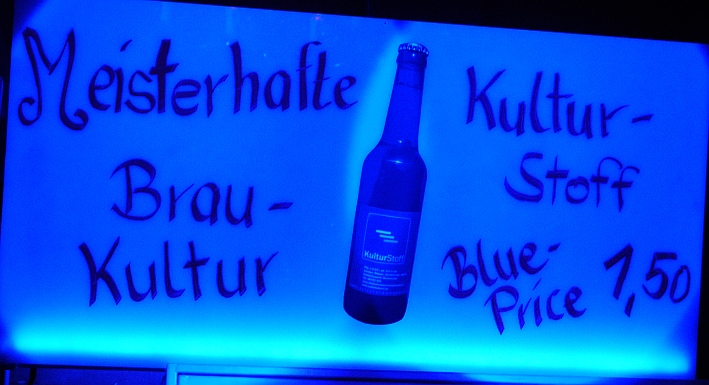 Meisterhafte
Brau-
Kultur
KulturStoff
Kultur-
Stoff
Blue-
Price 1,50